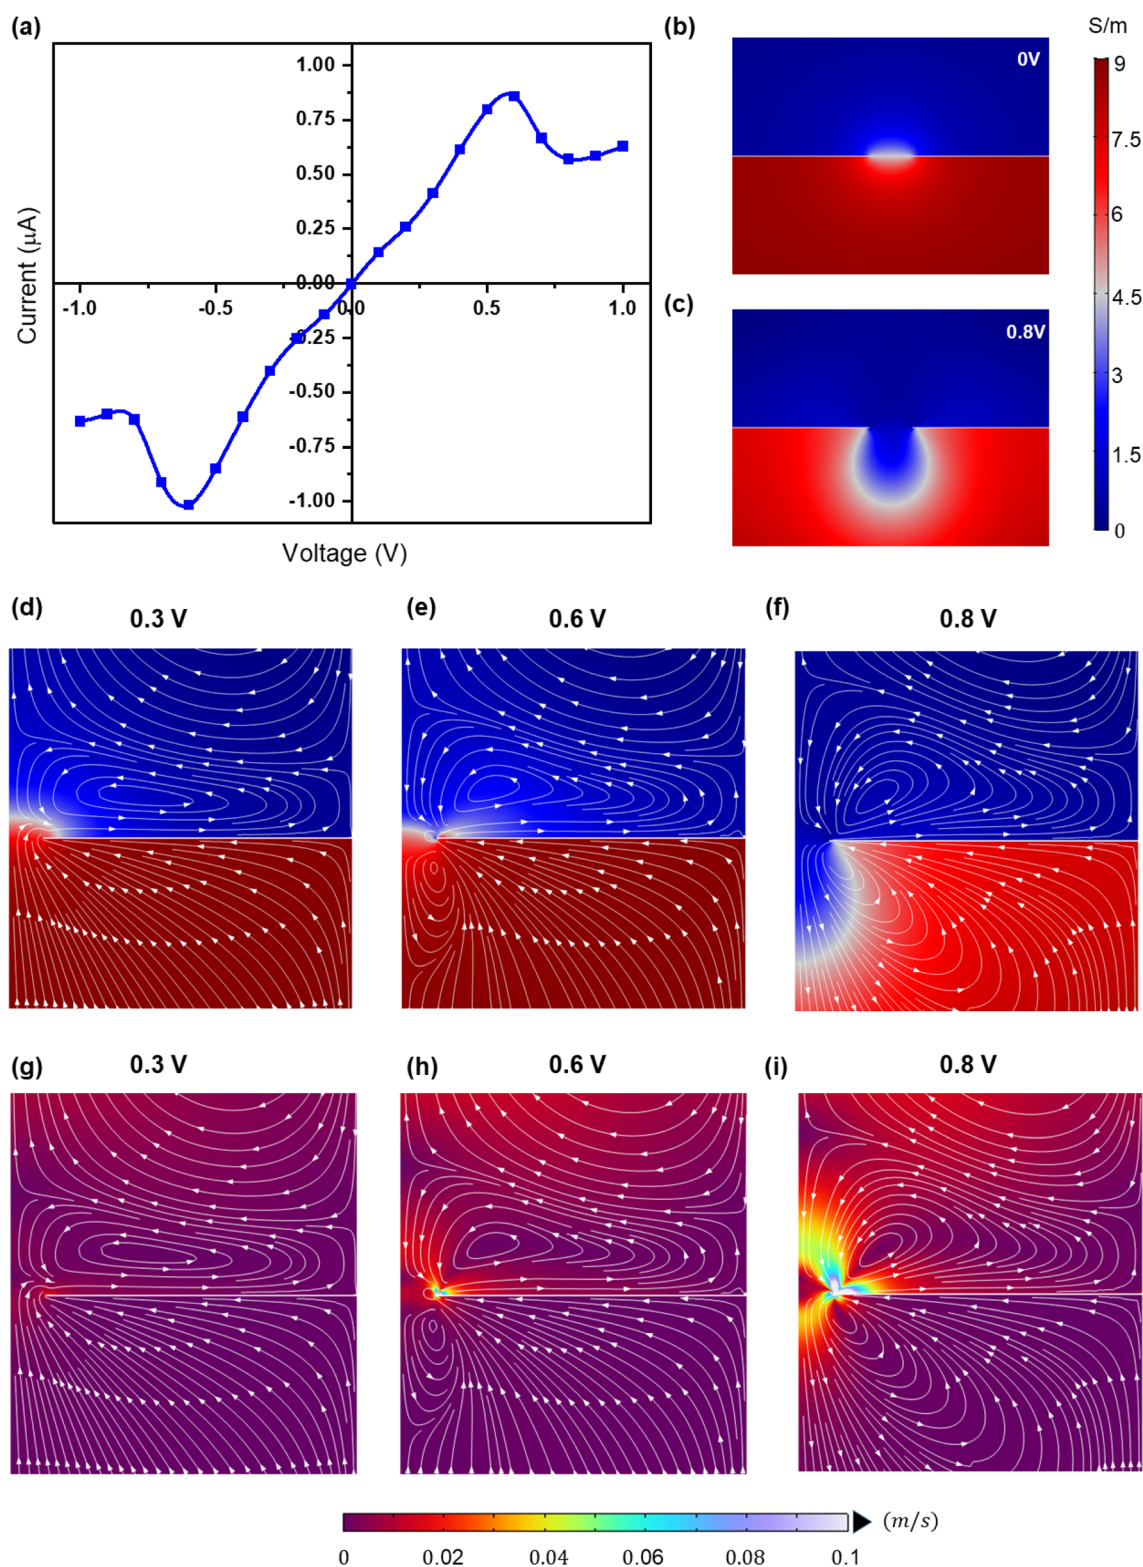 (a)
1.00
0.75
0.50
0.25
0.00
-0.25
-0.50
-0.75
-1.00
-1.0
-0.5
0.0
0.5
1.0
Current (μA)
Voltage (V)
(b)
0V
(c)
0.8V
S/m
9
7.5
6
4.5
3
1.5
0
(d)
0.3 V
(e)
0.6 V
(f)
0.8 V
(g)
0.3 V
(h)
0.6 V
(i)
0.8 V
(m/s)
0
0.02
0.04
0.06
0.08
0.1